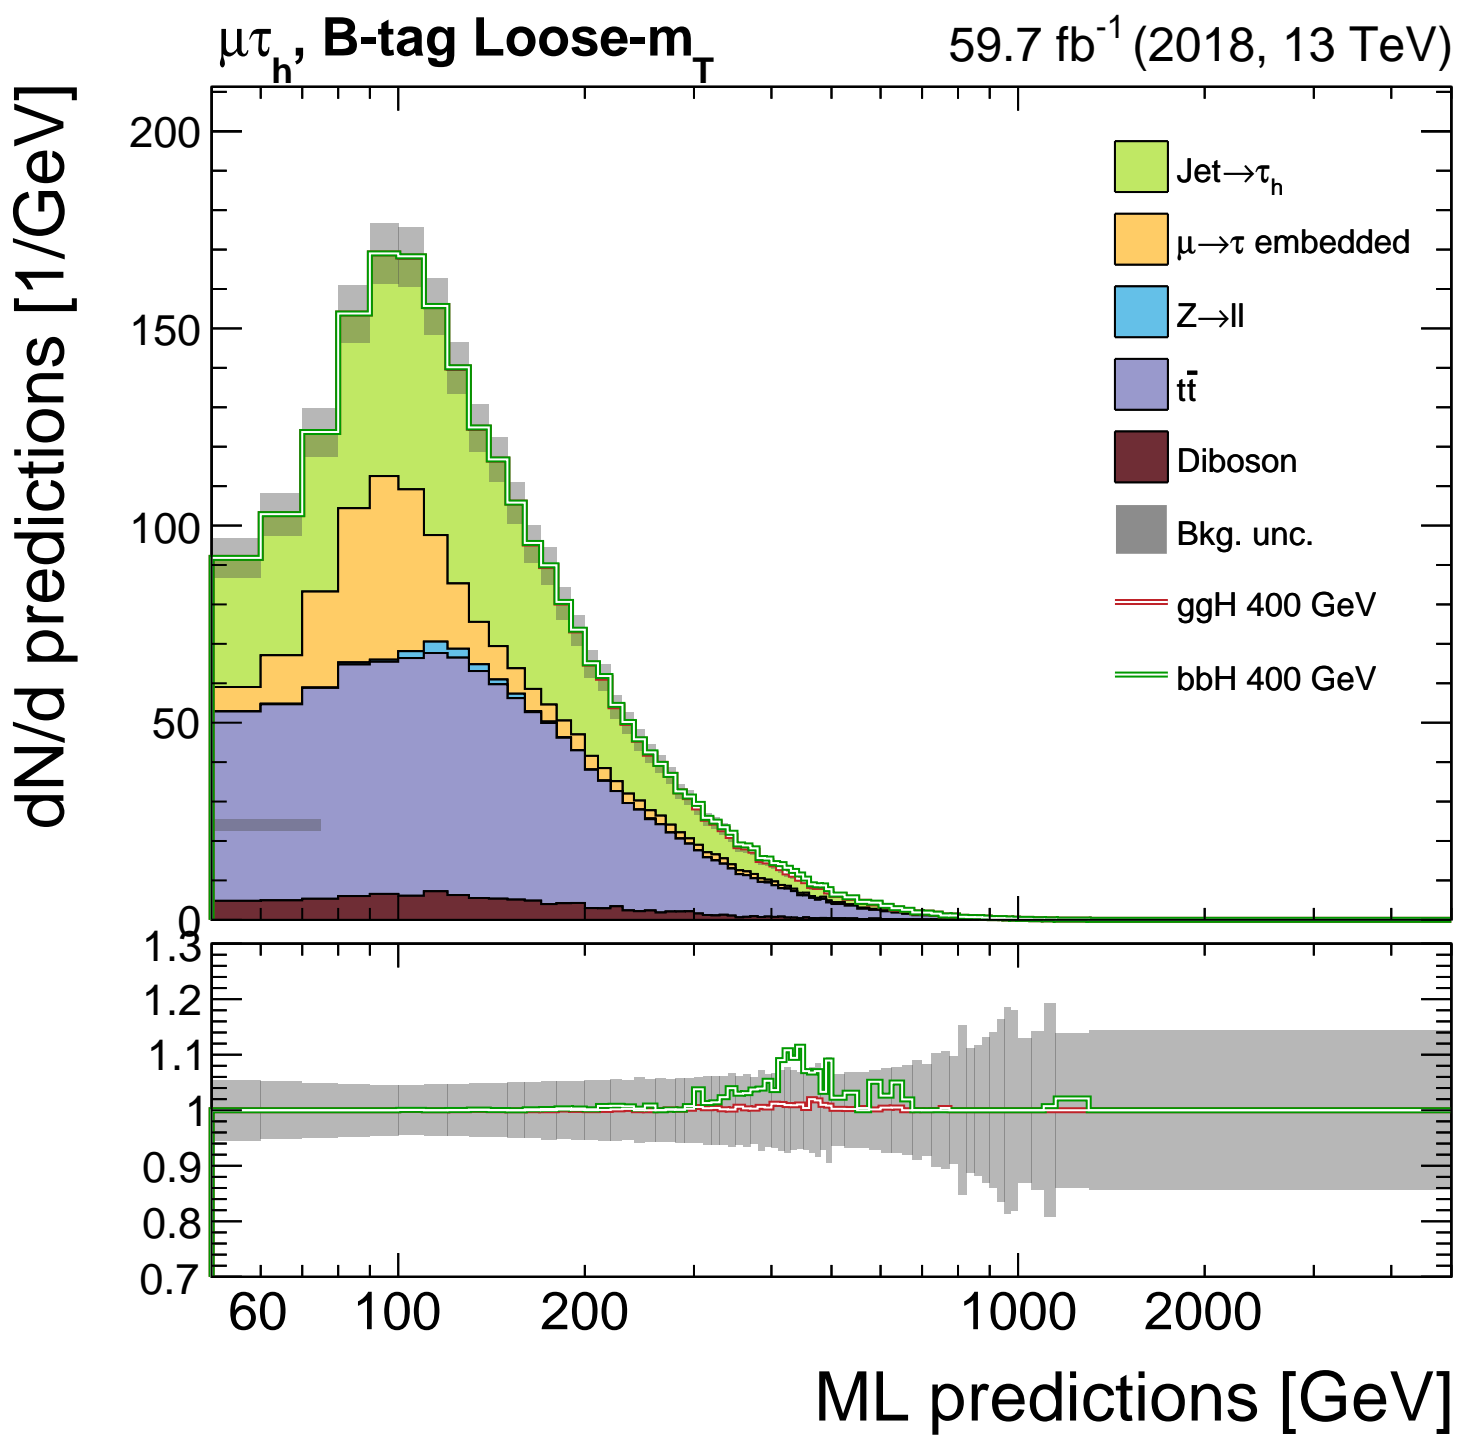 μτh, B-tag Loose-mT
59.7 fb-1 (2018, 13 TeV)
dN/d predictions [1/GeV]
200
150
100
50
0
Jet→τh
μ→τ embedded
Z→ll
tt̄
Diboson
Bkg. unc.
ggH 400 GeV
bbH 400 GeV
1.3
1.2
1.1
1
0.9
0.8
0.7
60 100 200 1000 2000
ML predictions [GeV]